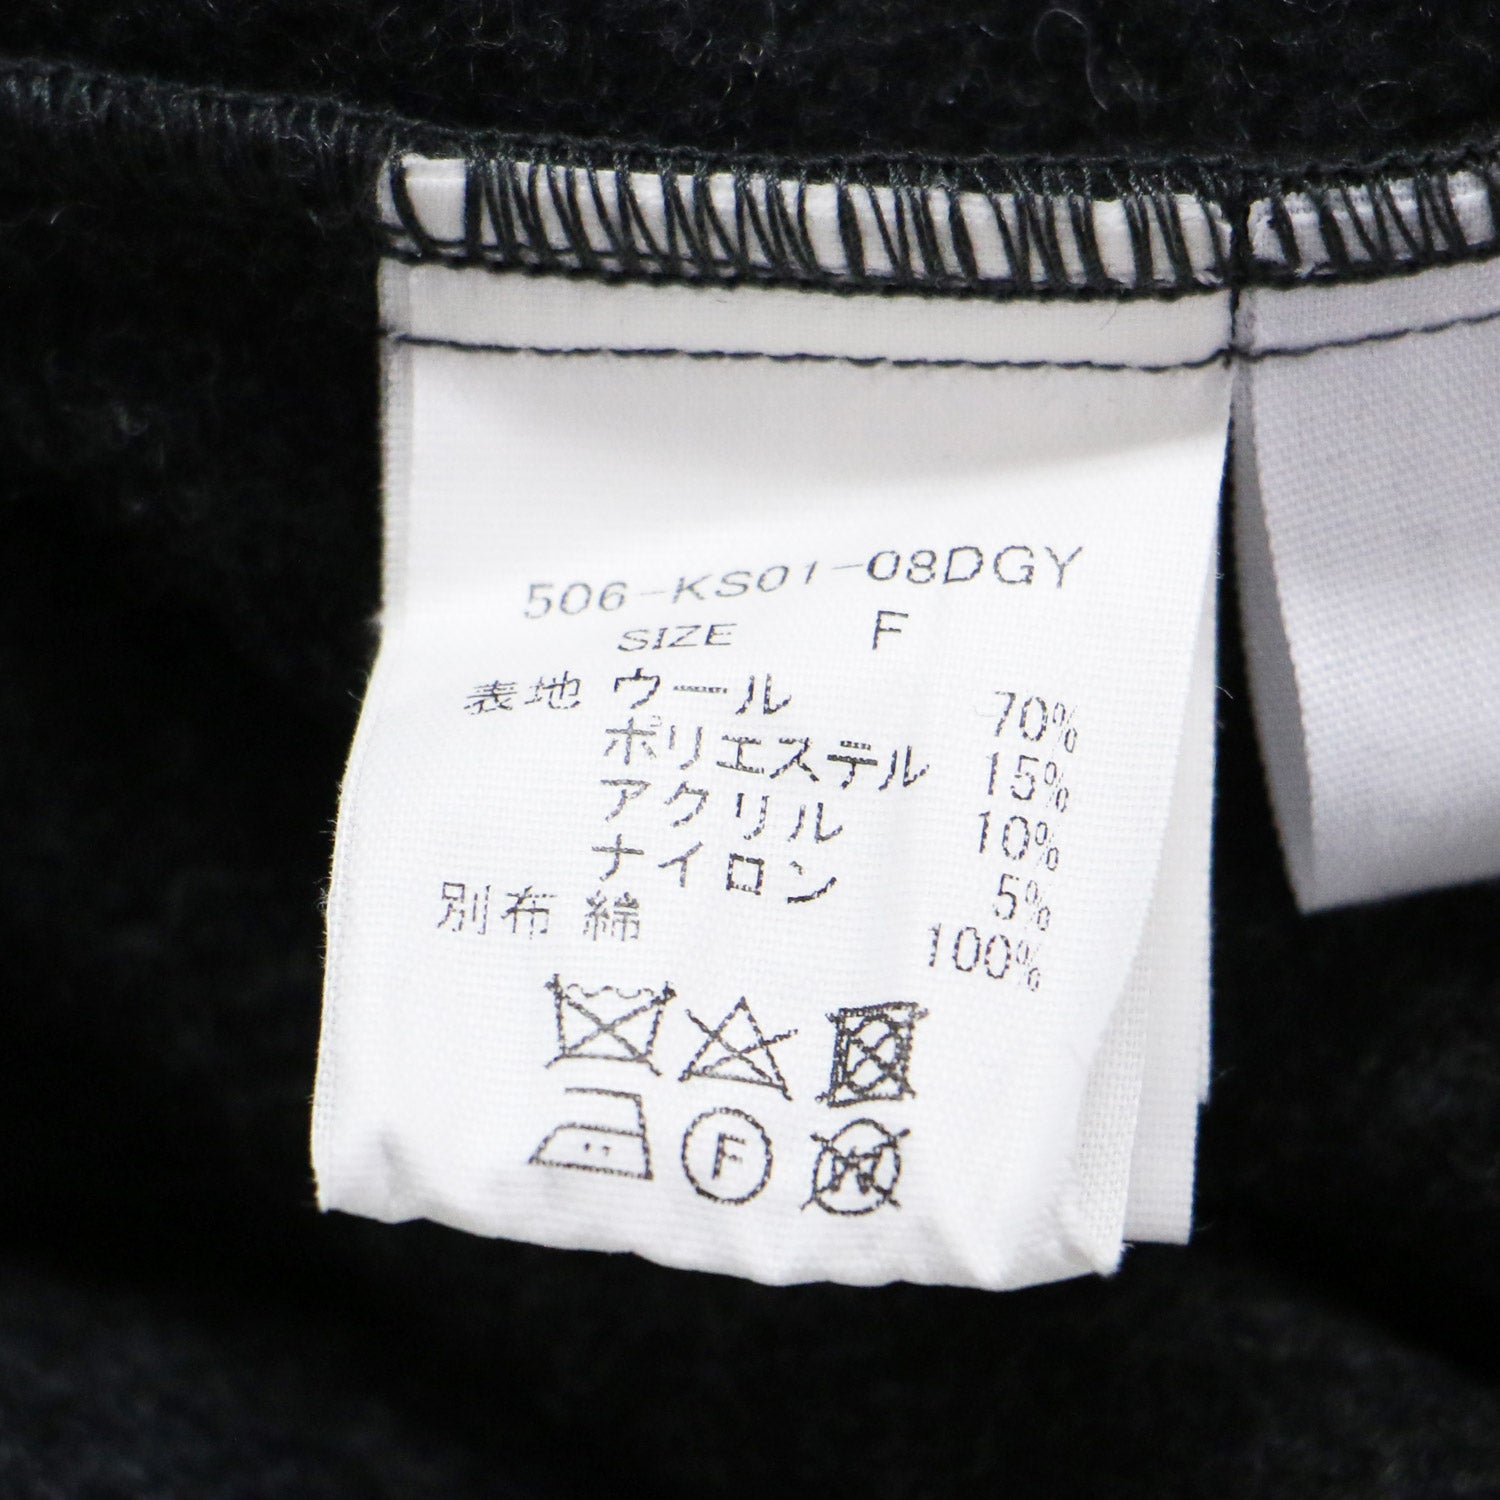 506-KS01-08DGY
SIZE F
表地 ウール 70%
ポリエステル 15%
アクリル 10%
ナイロン 5%
別布 綿 100%
F
W